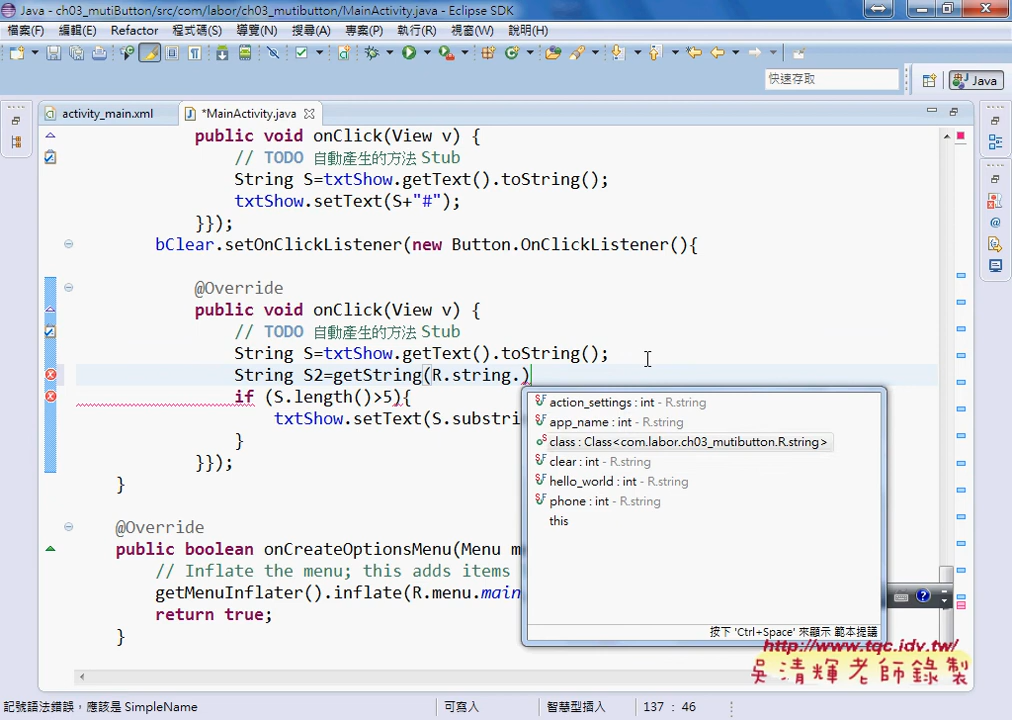 Java - ch03_mutiButton/src/com/labor/ch03_mutibutton/MainActivity.java - Eclipse SDK
檔案(F) 編輯(E) Refactor 程式碼(S) 導覽(N) 搜尋(A) 專案(P) 執行(R) 視窗(W) 說明(H)
快速存取
Java
activity_main.xml
*MainActivity.java
public void onClick(View v) {
// TODO 自動產生的方法 Stub
String S=txtShow.getText().toString();
txtShow.setText(S+"#");
}});
bClear.setOnClickListener(new Button.OnClickListener(){
@Override
public void onClick(View v) {
// TODO 自動產生的方法 Stub
String S=txtShow.getText().toString();
String S2=getString(R.string.)
if (S.length()>5){
txtShow.setText(S.substri
}
}});
}
@Override
public boolean onCreateOptionsMenu(Menu m
// Inflate the menu; this adds items
getMenuInflater().inflate(R.menu.main
return true;
}
action_settings : int - R.string
app_name : int - R.string
class : Class<com.labor.ch03_mutibutton.R.string>
clear : int - R.string
hello_world : int - R.string
phone : int - R.string
this
按下 'Ctrl+Space' 來顯示 範本提議
http://www.tqc.idv.tw/
吳清輝老師錄製
記號語法錯誤，應該是 SimpleName
可寫入
智慧型插入
137 : 46